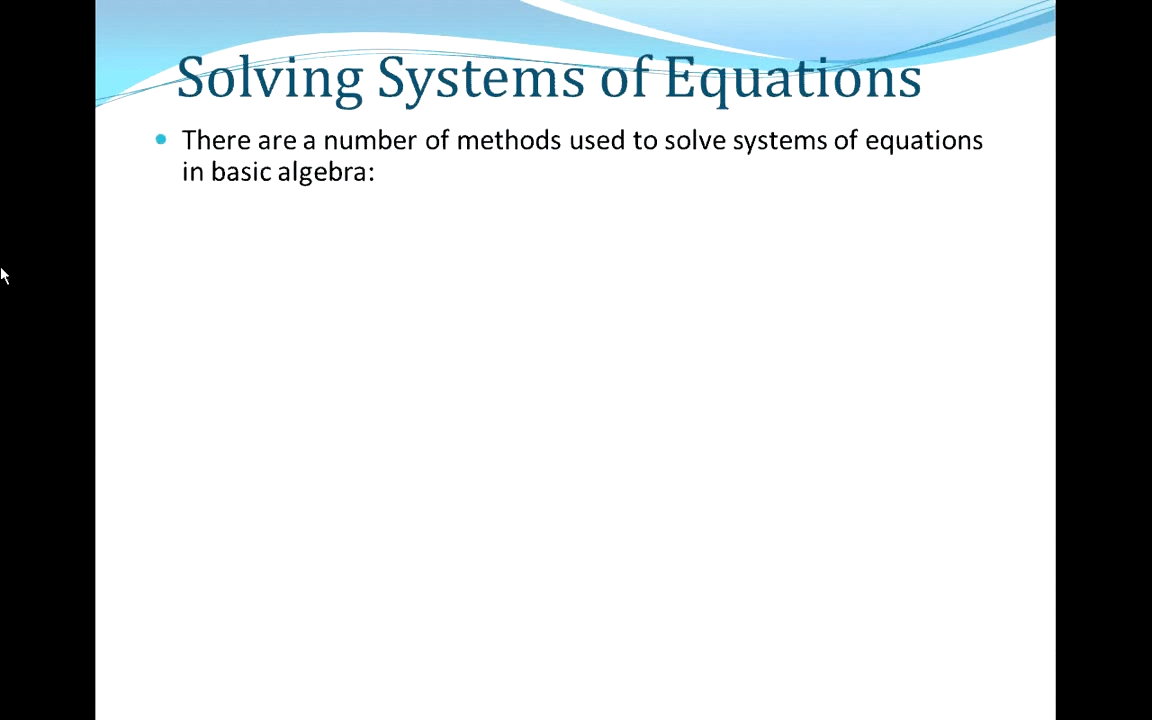 Solving Systems of Equations
There are a number of methods used to solve systems of equations
in basic algebra: